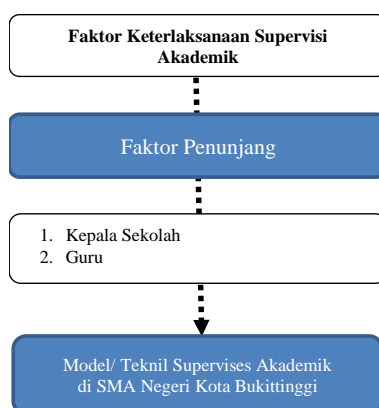 Faktor Keterlaksanaan Supervisi
Akademik
Faktor Penunjang
1. Kepala Sekolah
2. Guru
Model/ Teknil Supervises Akademik
di SMA Negeri Kota Bukittinggi